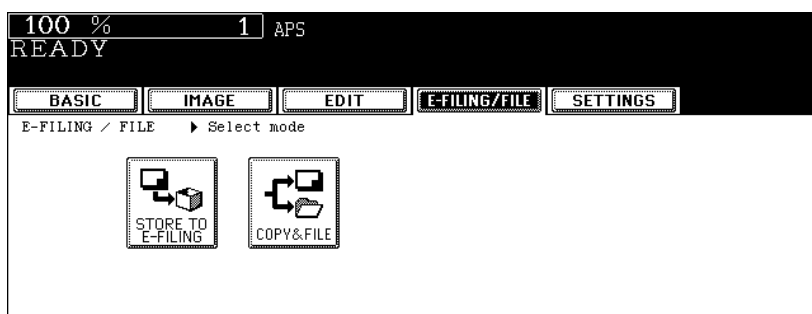 100 % 1 APS
READY
BASIC IMAGE EDIT E-FILING/FILE SETTINGS
E-FILING / FILE ▶ Select mode
STORE TO
E-FILING
COPY&FILE